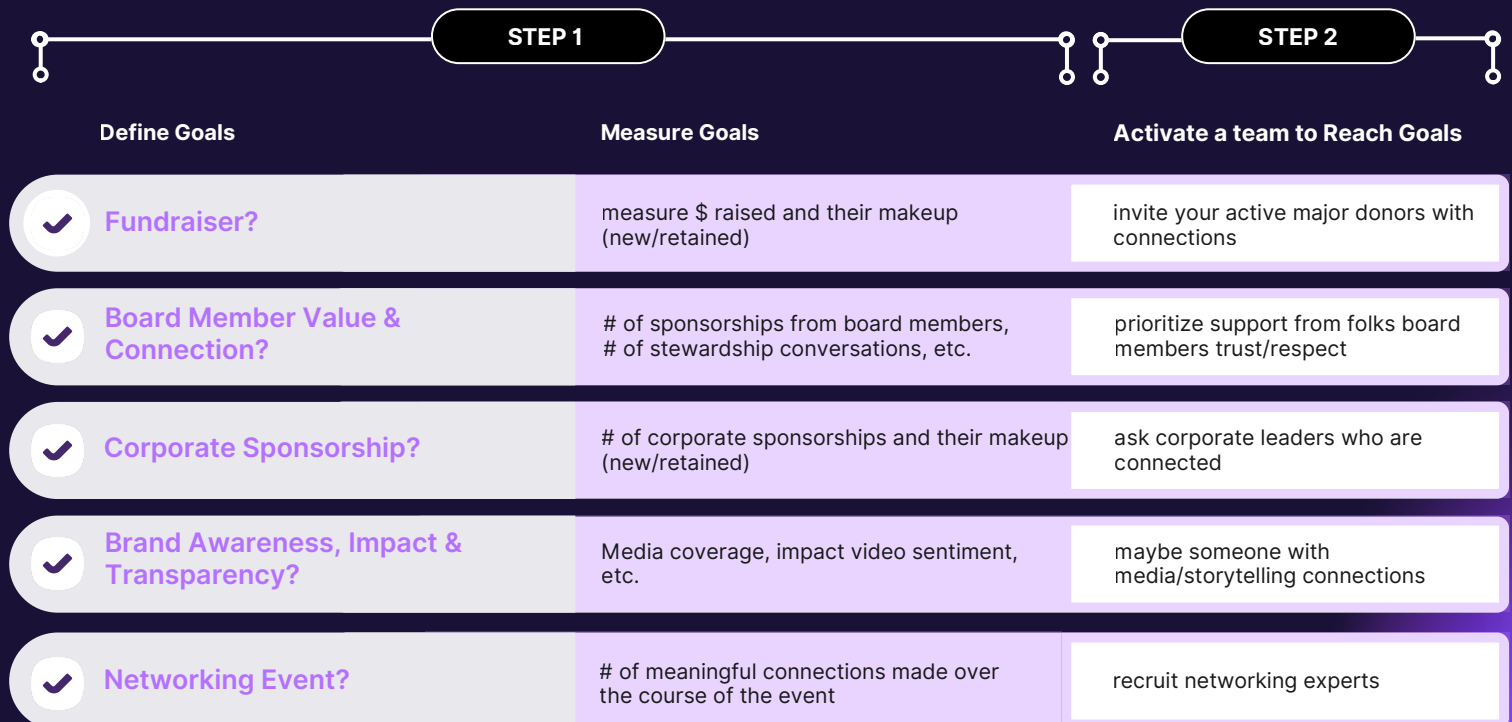 STEP 1
STEP 2
Define Goals
Measure Goals
Activate a team to Reach Goals
Fundraiser?
measure $ raised and their makeup
(new/retained)
invite your active major donors with
connections
Board Member Value &
Connection?
# of sponsorships from board members,
# of stewardship conversations, etc.
prioritize support from folks board
members trust/respect
Corporate Sponsorship?
# of corporate sponsorships and their makeup
(new/retained)
ask corporate leaders who are
connected
Brand Awareness, Impact &
Transparency?
Media coverage, impact video sentiment,
etc.
maybe someone with
media/storytelling connections
Networking Event?
# of meaningful connections made over
the course of the event
recruit networking experts